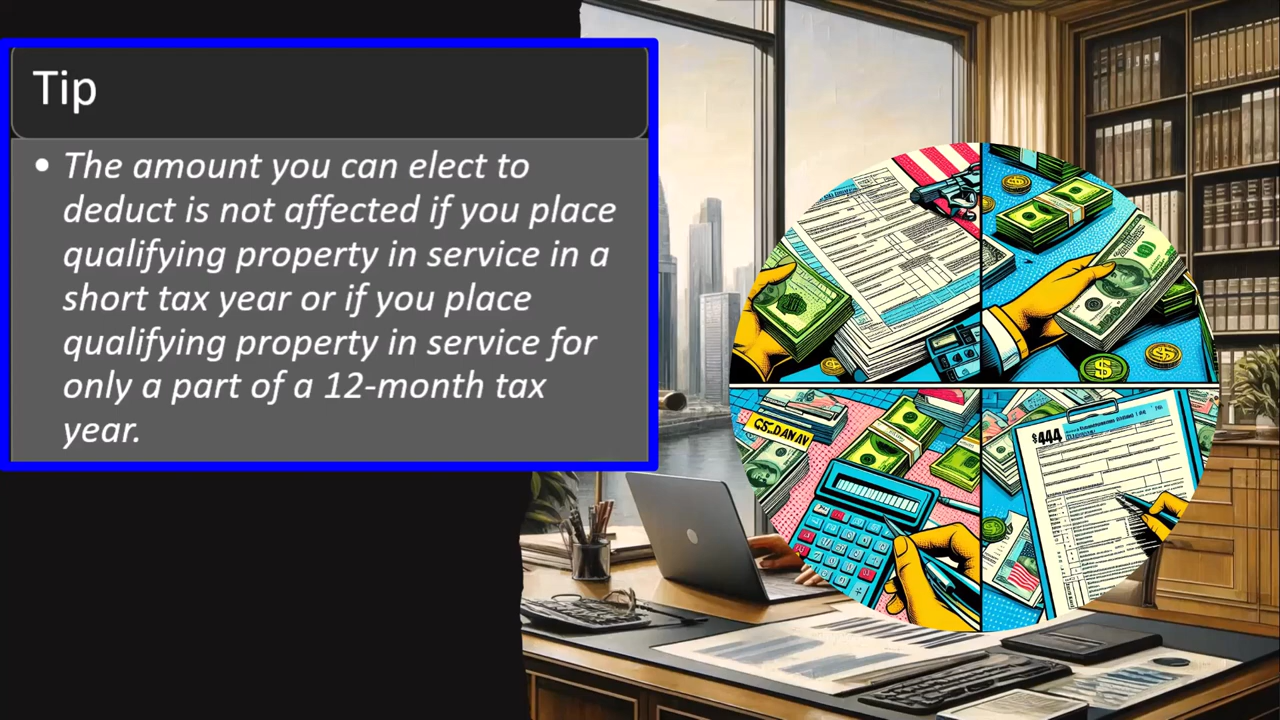 Tip
• The amount you can elect to
deduct is not affected if you place
qualifying property in service in a
short tax year or if you place
qualifying property in service for
only a part of a 12-month tax
year.
$444